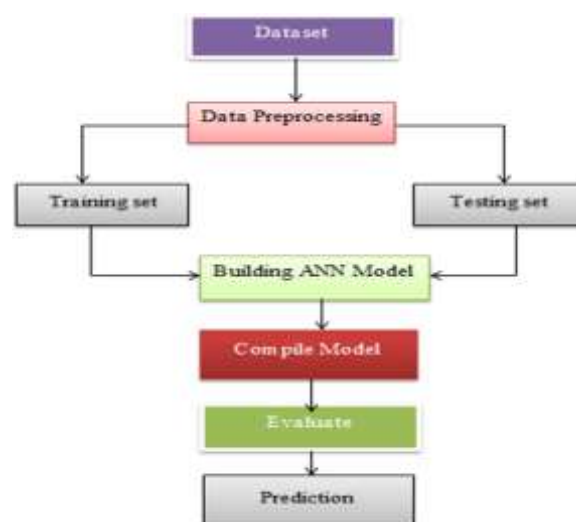 Dataset
Data Preprocessing
Training set
Testing set
Building ANN Model
Compile Model
Evaluate
Prediction